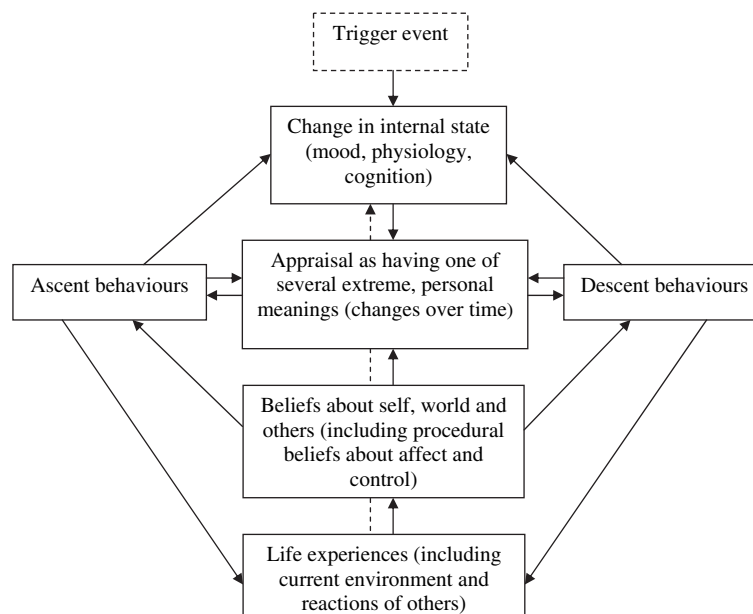 Trigger event
Change in internal state
(mood, physiology,
cognition)
Ascent behaviours
Appraisal as having one of
several extreme, personal
meanings (changes over time)
Descent behaviours
Beliefs about self, world and
others (including procedural
beliefs about affect and
control)
Life experiences (including
current environment and
reactions of others)